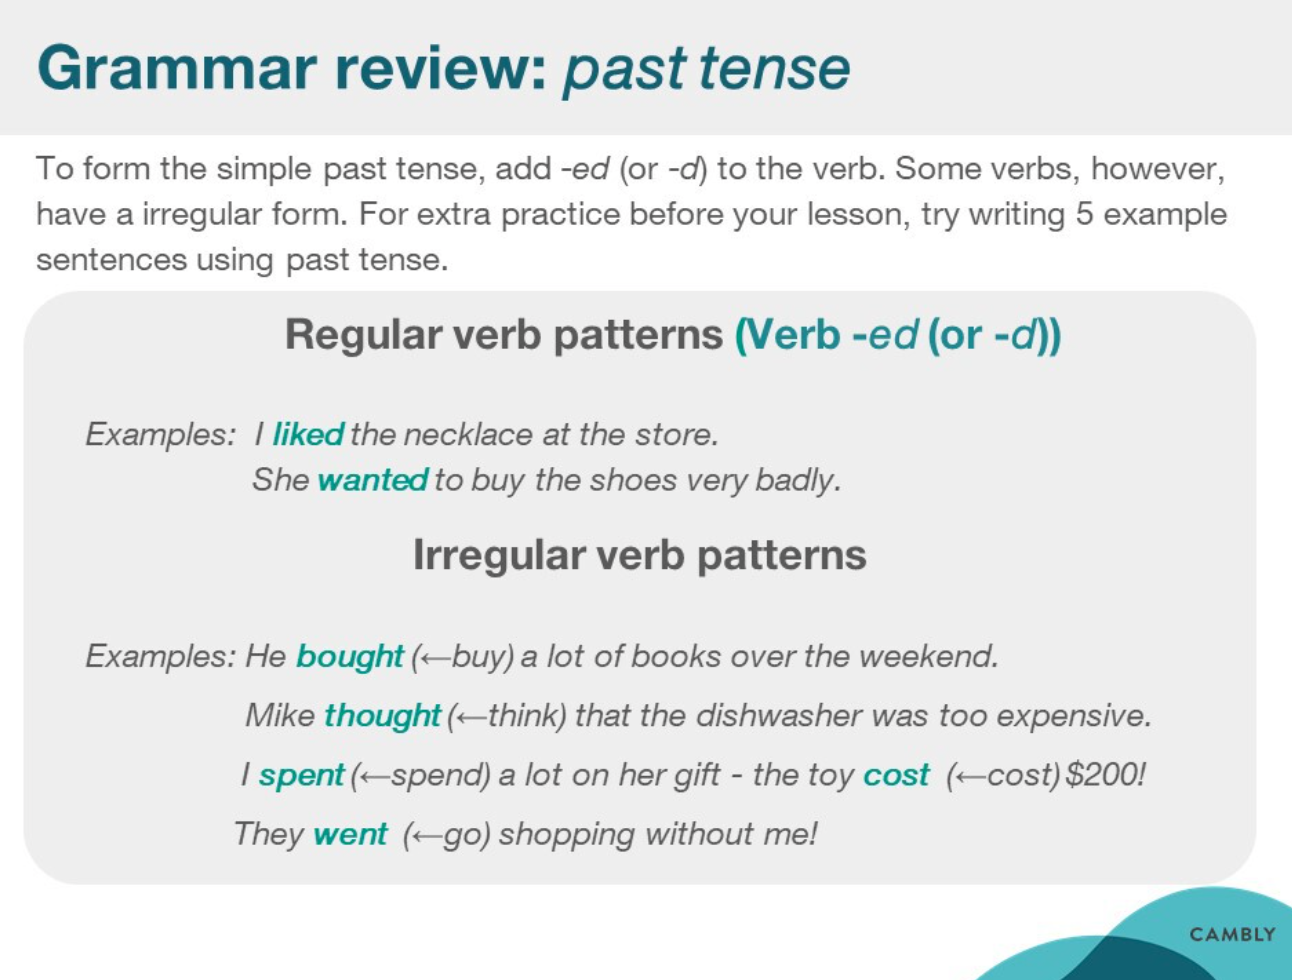 Grammar review: past tense
To form the simple past tense, add -ed (or -d) to the verb. Some verbs, however,
have a irregular form. For extra practice before your lesson, try writing 5 example
sentences using past tense.
Regular verb patterns (Verb -ed (or -d))
Examples: I liked the necklace at the store.
She wanted to buy the shoes very badly.
Irregular verb patterns
Examples: He bought (←buy) a lot of books over the weekend.
Mike thought (←think) that the dishwasher was too expensive.
I spent (←spend) a lot on her gift - the toy cost (←cost) $200!
They went (←go) shopping without me!
CAMBLY